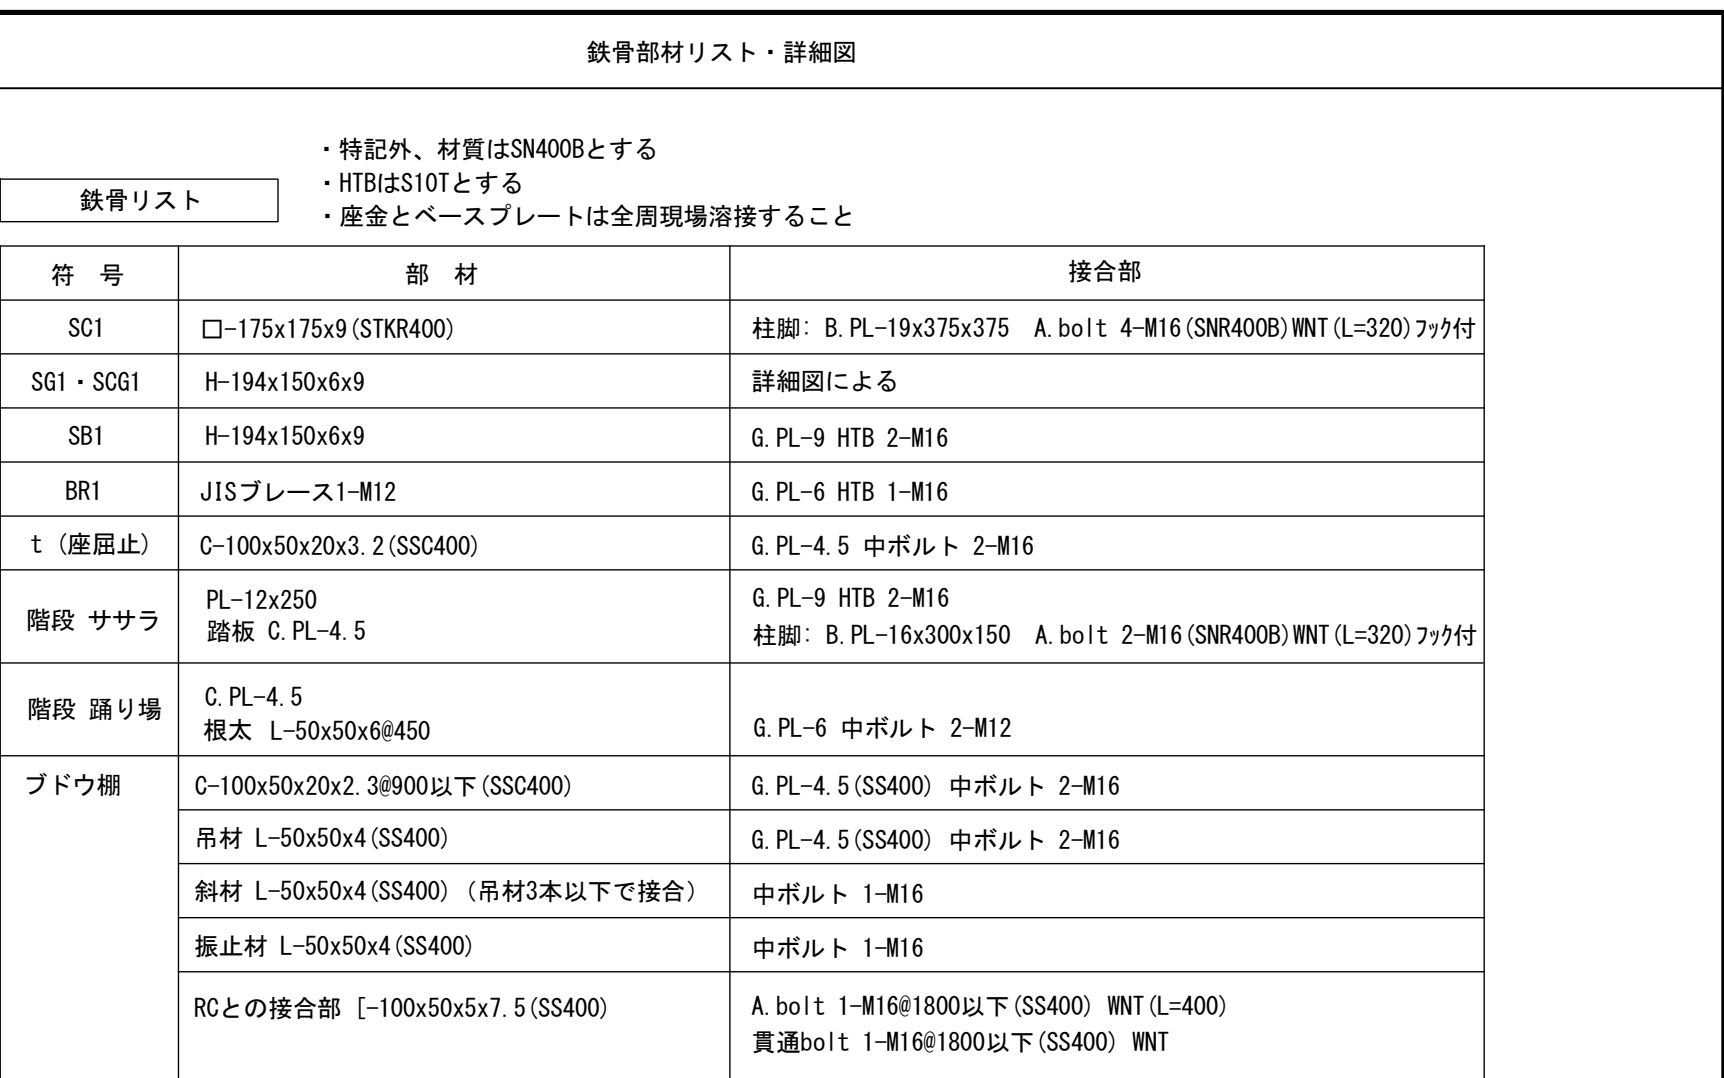 鉄骨部材リスト・詳細図
・特記外、材質はSN400Bとする
・HTBはS10Tとする
・座金とベースプレートは全周現場溶接すること
鉄骨リスト
符　号　部　材　接合部
SC1　□-175x175x9(STKR400)　柱脚: B.PL-19x375x375　A.bolt 4-M16(SNR400B)WNT(L=320)ﾌｯｸ付
SG1・SCG1　H-194x150x6x9　詳細図による
SB1　H-194x150x6x9　G.PL-9 HTB 2-M16
BR1　JISブレース1-M12　G.PL-6 HTB 1-M16
t (座屈止)　C-100x50x20x3.2(SSC400)　G.PL-4.5 中ボルト 2-M16
階段 ササラ
PL-12x250
踏板 C.PL-4.5
G.PL-9 HTB 2-M16
柱脚: B.PL-16x300x150　A.bolt 2-M16(SNR400B)WNT(L=320)ﾌｯｸ付
階段 踊り場
C.PL-4.5
根太 L-50x50x6@450
G.PL-6 中ボルト 2-M12
ブドウ棚　C-100x50x20x2.3@900以下(SSC400)　G.PL-4.5(SS400) 中ボルト 2-M16
吊材 L-50x50x4(SS400)　G.PL-4.5(SS400) 中ボルト 2-M16
斜材 L-50x50x4(SS400) (吊材3本以下で接合)　中ボルト 1-M16
振止材 L-50x50x4(SS400)　中ボルト 1-M16
RCとの接合部 [-100x50x5x7.5(SS400)　A.bolt 1-M16@1800以下(SS400) WNT(L=400)
貫通bolt 1-M16@1800以下(SS400) WNT